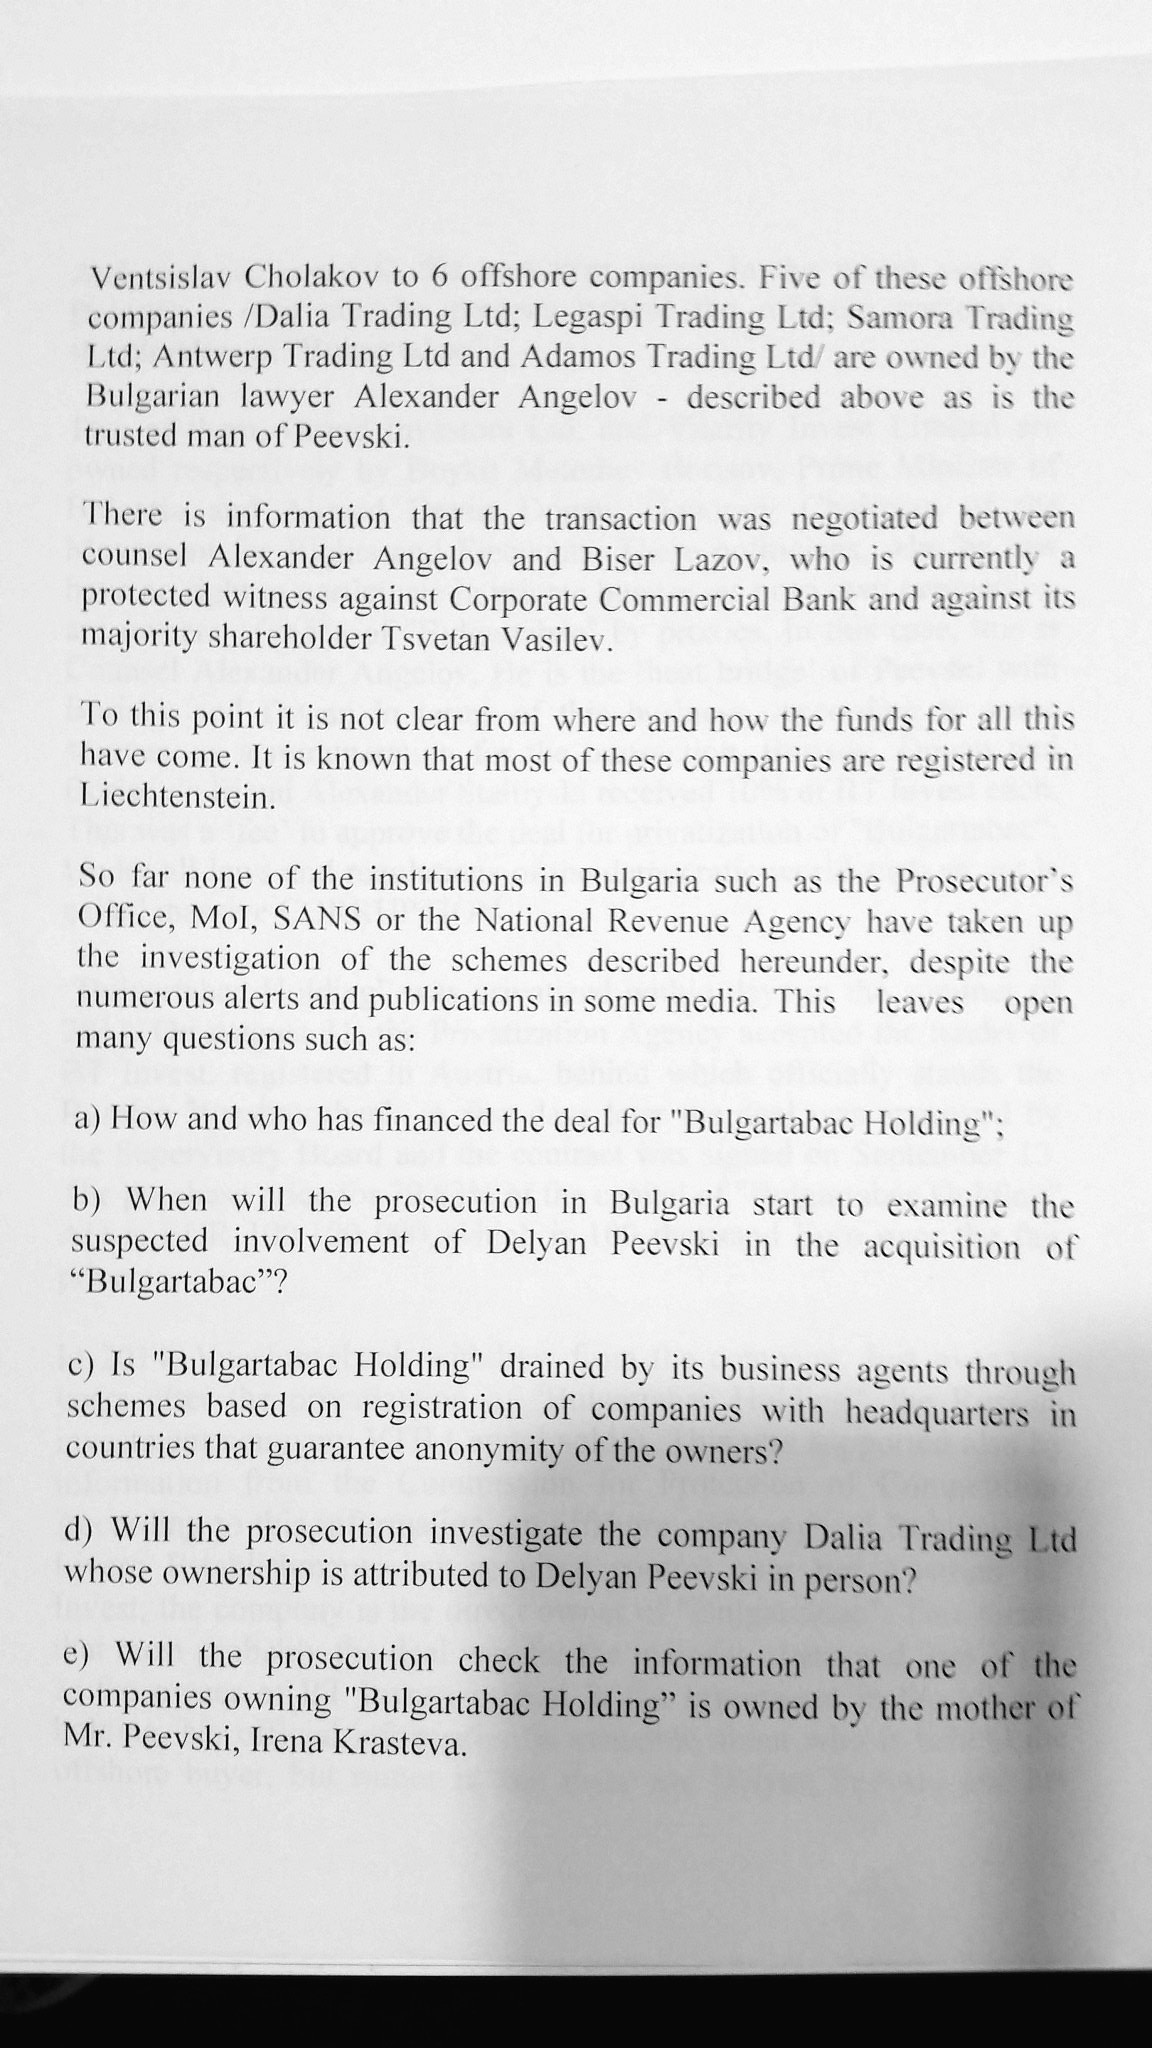 Ventsislav Cholakov to 6 offshore companies. Five of these offshore
companies /Dalia Trading Ltd; Legaspi Trading Ltd; Samora Trading
Ltd; Antwerp Trading Ltd and Adamos Trading Ltd/ are owned by the
Bulgarian lawyer Alexander Angelov - described above as is the
trusted man of Peevski.
There is information that the transaction was negotiated between
counsel Alexander Angelov and Biser Lazov, who is currently a
protected witness against Corporate Commercial Bank and against its
majority shareholder Tsvetan Vasilev.
To this point it is not clear from where and how the funds for all this
have come. It is known that most of these companies are registered in
Liechtenstein.
So far none of the institutions in Bulgaria such as the Prosecutor's
Office, MoI, SANS or the National Revenue Agency have taken up
the investigation of the schemes described hereunder, despite the
numerous alerts and publications in some media. This leaves open
many questions such as:
a) How and who has financed the deal for "Bulgartabac Holding";
b) When will the prosecution in Bulgaria start to examine the
suspected involvement of Delyan Peevski in the acquisition of
“Bulgartabac”?
c) Is "Bulgartabac Holding" drained by its business agents through
schemes based on registration of companies with headquarters in
countries that guarantee anonymity of the owners?
d) Will the prosecution investigate the company Dalia Trading Ltd
whose ownership is attributed to Delyan Peevski in person?
e) Will the prosecution check the information that one of the
companies owning "Bulgartabac Holding” is owned by the mother of
Mr. Peevski, Irena Krasteva.